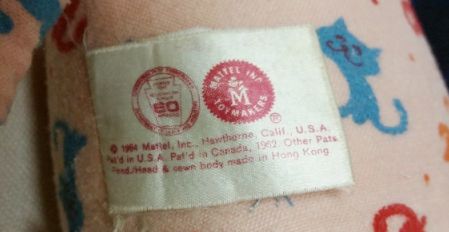 MATTEL INC.
M
TOYMAKERS
®
© 1964 Mattel, Inc., Hawthorne, Calif., U.S.A.
Pat'd in U.S.A. Pat'd in Canada, 1962. Other Pats.
Pend./Head & sewn body made in Hong Kong